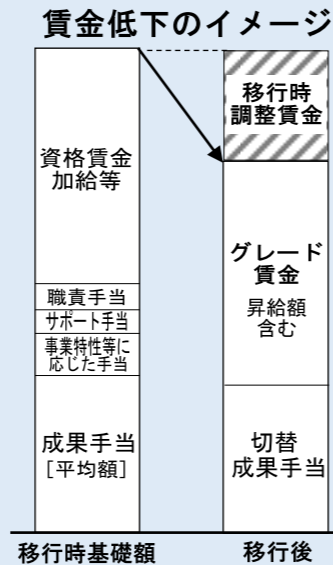 賃金低下のイメージ
資格賃金
加給等
職責手当
サポート手当
事業特性等に
応じた手当
成果手当
［平均額］
移行時基礎額
移行時
調整賃金
グレード
賃金
昇給額
含む
切替
成果手当
移行後